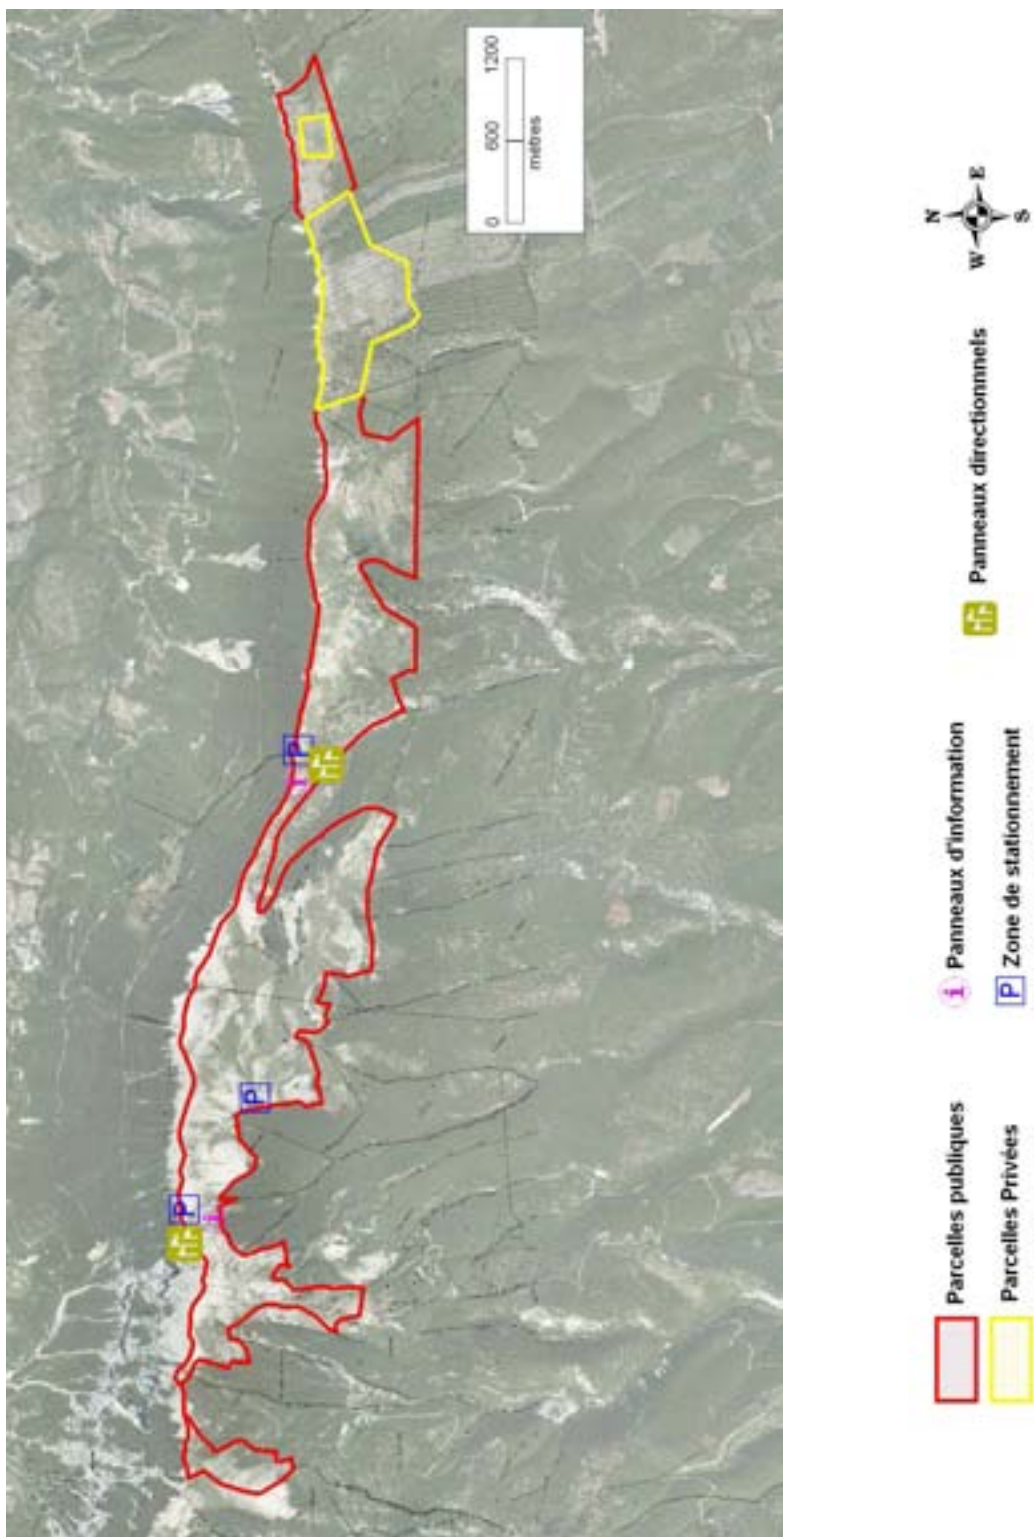 0 600 1200
mètres
N
W E
S
Parcelles publiques
Parcelles Privées
i Panneaux d'information
P Zone de stationnement
Panneaux directionnels
P
i
P
P